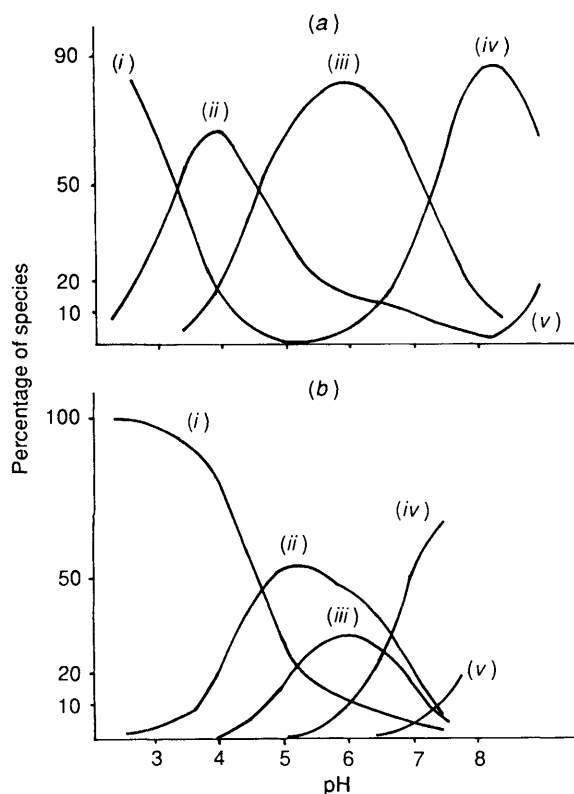 (a)
90
(i)
(ii)
(iii)
(iv)
50
20
10
(v)
Percentage of species
(b)
100
(i)
(ii)
(iii)
(iv)
50
20
10
(v)
3 4 5 6 7 8
pH